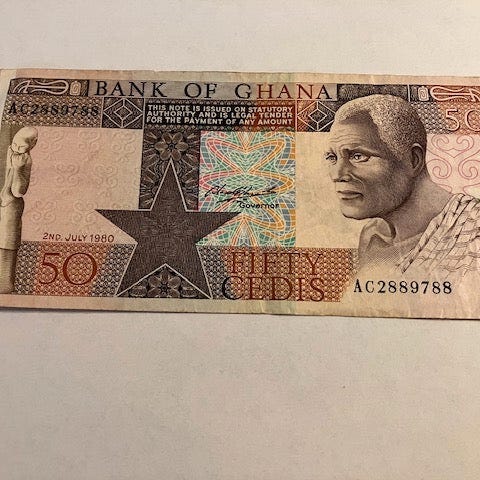 50 BANK OF GHANA 50
AC2889788
THIS NOTE IS ISSUED ON STATUTORY
AUTHORITY AND IS LEGAL TENDER
FOR THE PAYMENT OF ANY AMOUNT
Governor
2ND. JULY 1980
50
FIFTY
CEDIS
AC2889788